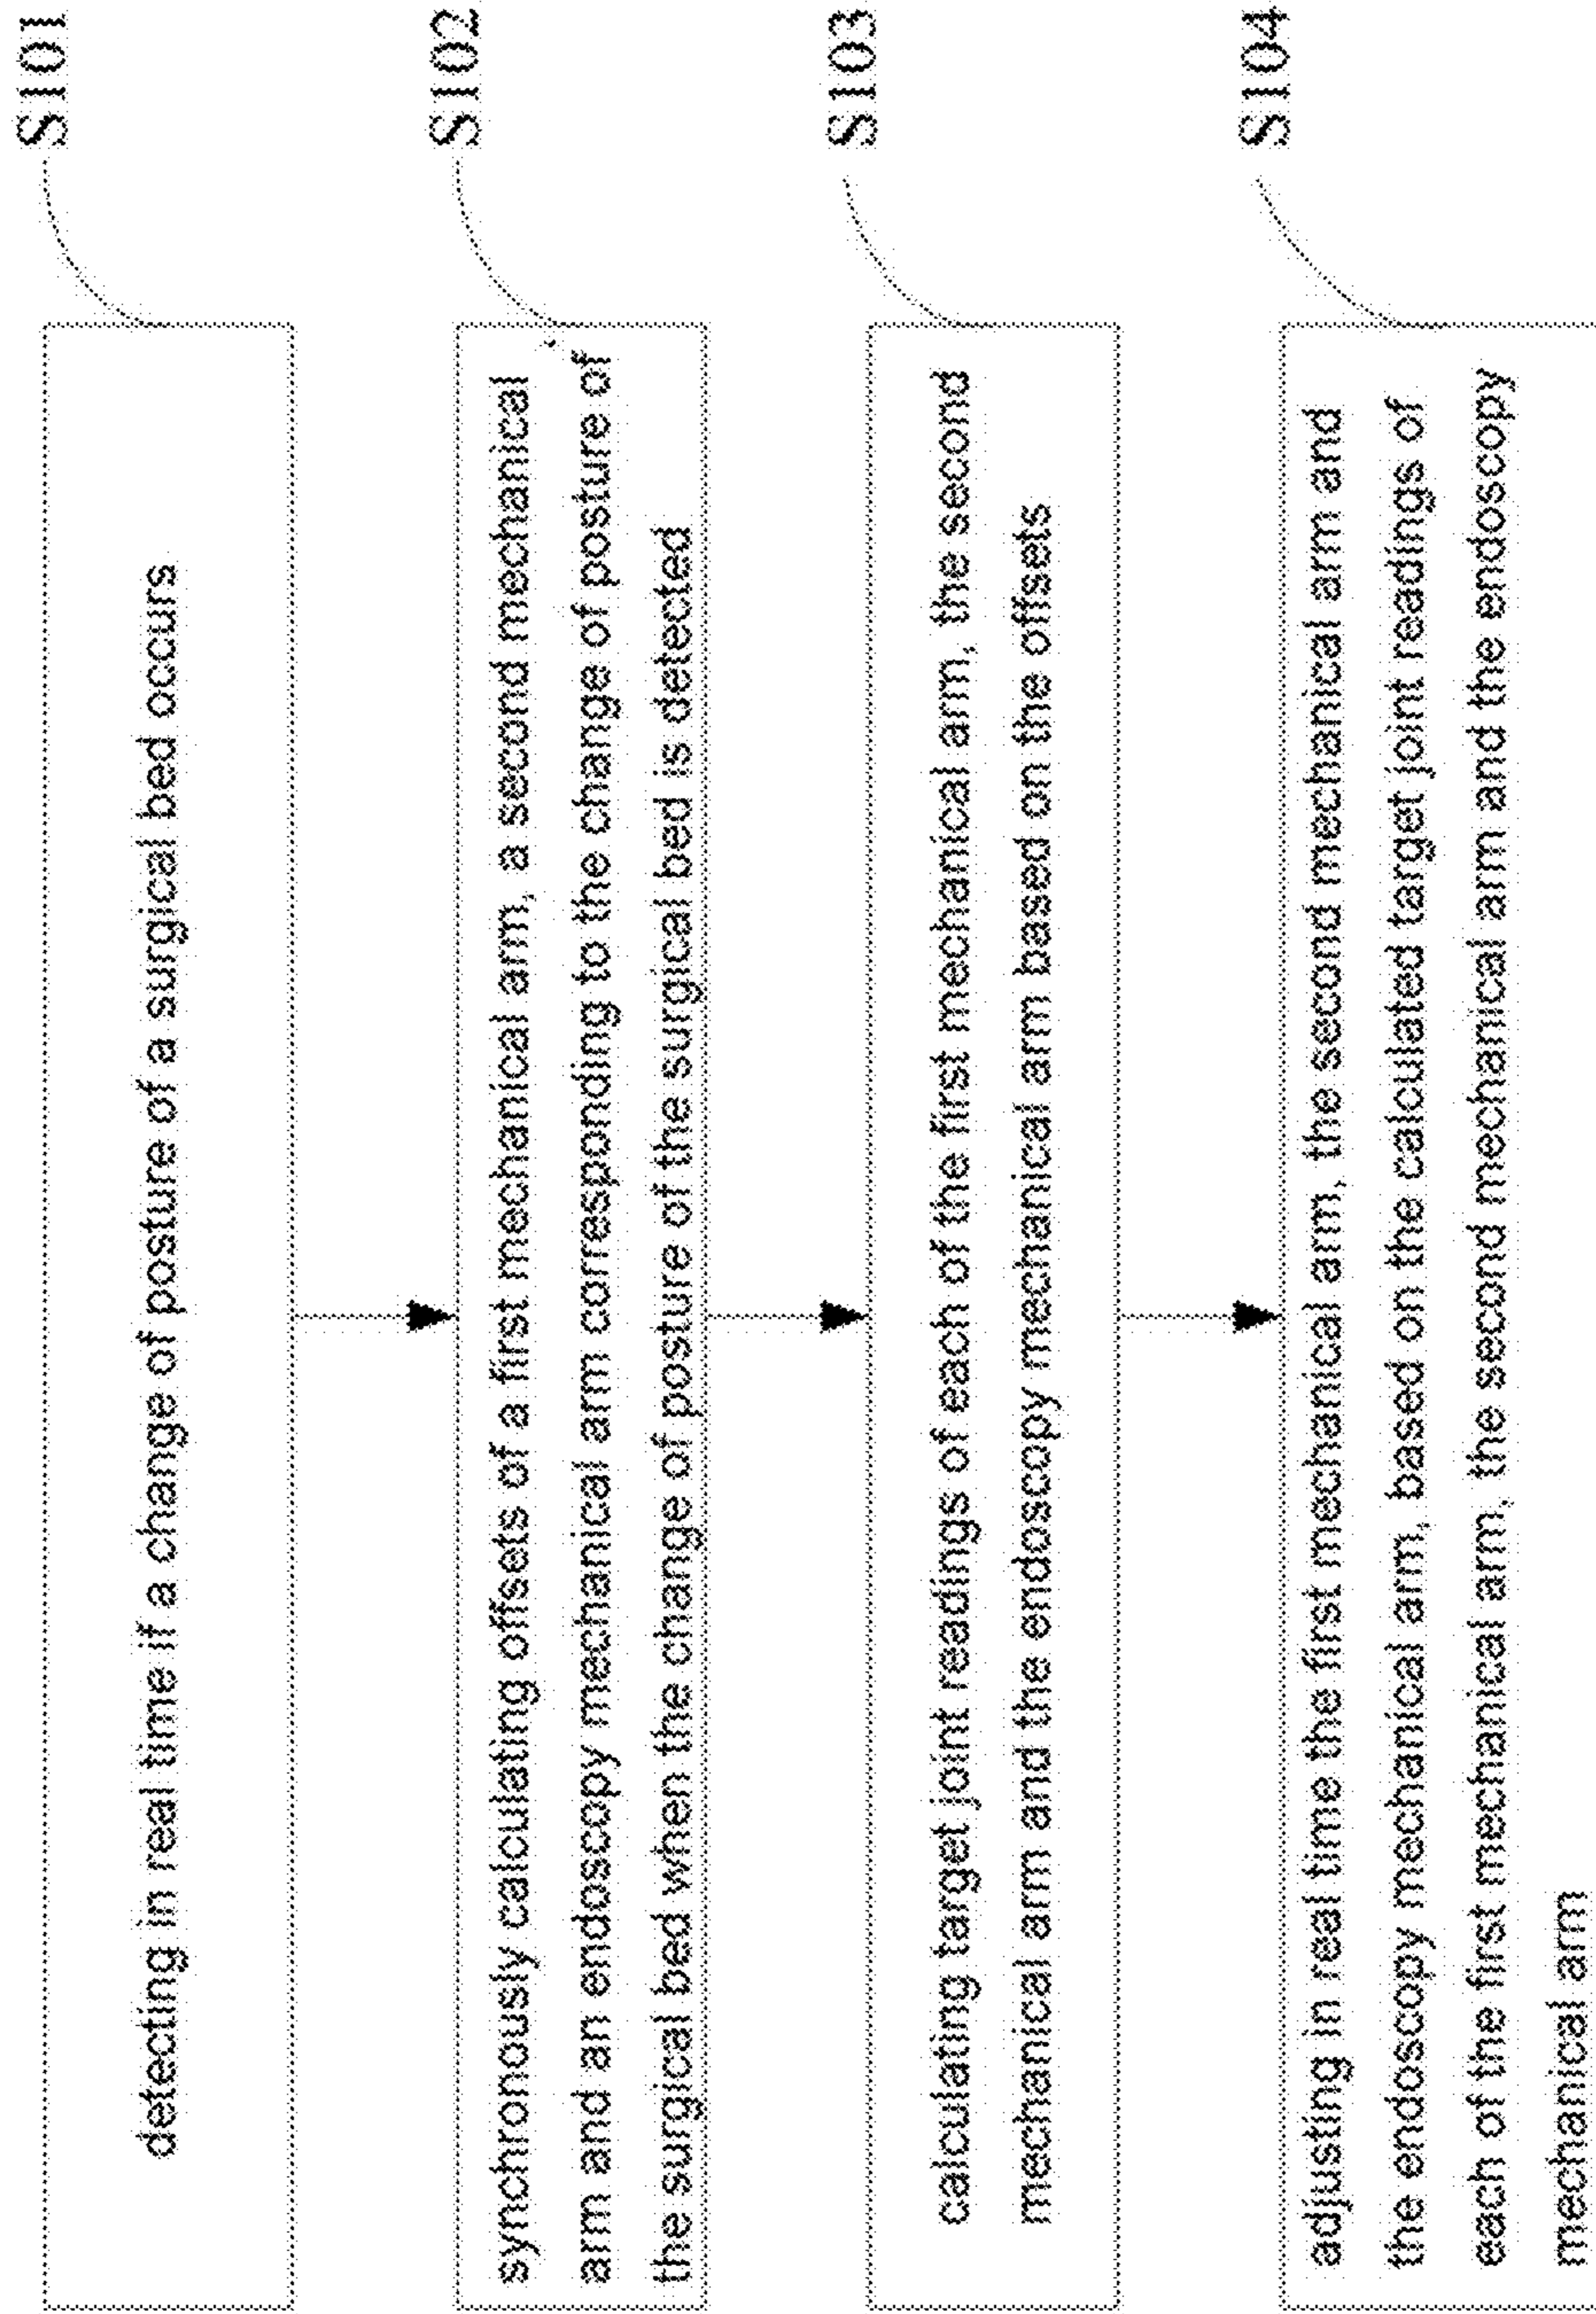 S101
detecting in real time if a change of posture of a surgical bed occurs
S102
synchronously calculating offsets of a first mechanical arm, a second mechanical
arm and an endoscopy mechanical arm corresponding to the change of posture of
the surgical bed when the change of posture of the surgical bed is detected
S103
calculating target joint readings of each of the first mechanical arm, the second
mechanical arm and the endoscopy mechanical arm based on the offsets
S104
adjusting in real time the first mechanical arm, the second mechanical arm and
the endoscopy mechanical arm, based on the calculated target joint readings of
each of the first mechanical arm, the second mechanical arm and the endoscopy
mechanical arm